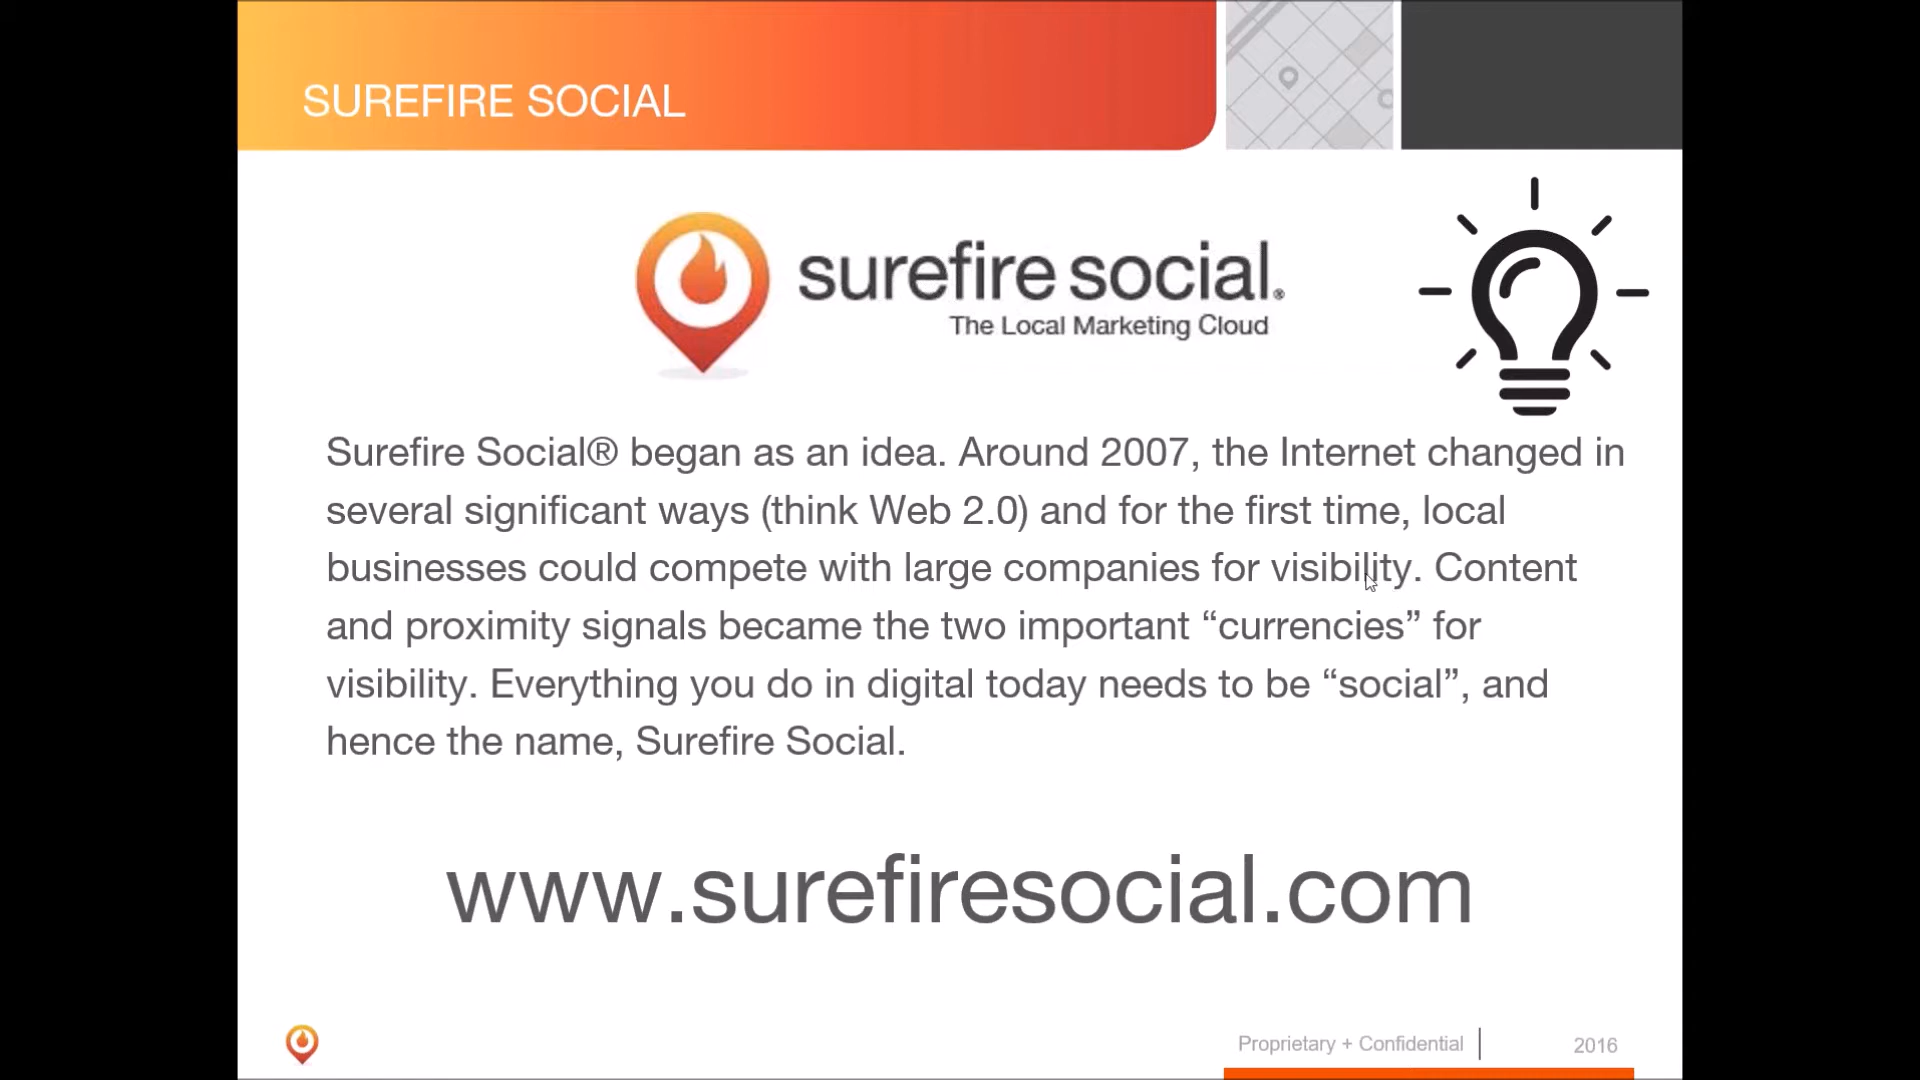 SUREFIRE SOCIAL
surefire social®
The Local Marketing Cloud
Surefire Social® began as an idea. Around 2007, the Internet changed in
several significant ways (think Web 2.0) and for the first time, local
businesses could compete with large companies for visibility. Content
and proximity signals became the two important “currencies” for
visibility. Everything you do in digital today needs to be “social”, and
hence the name, Surefire Social.
www.surefiresocial.com
Proprietary + Confidential
2016